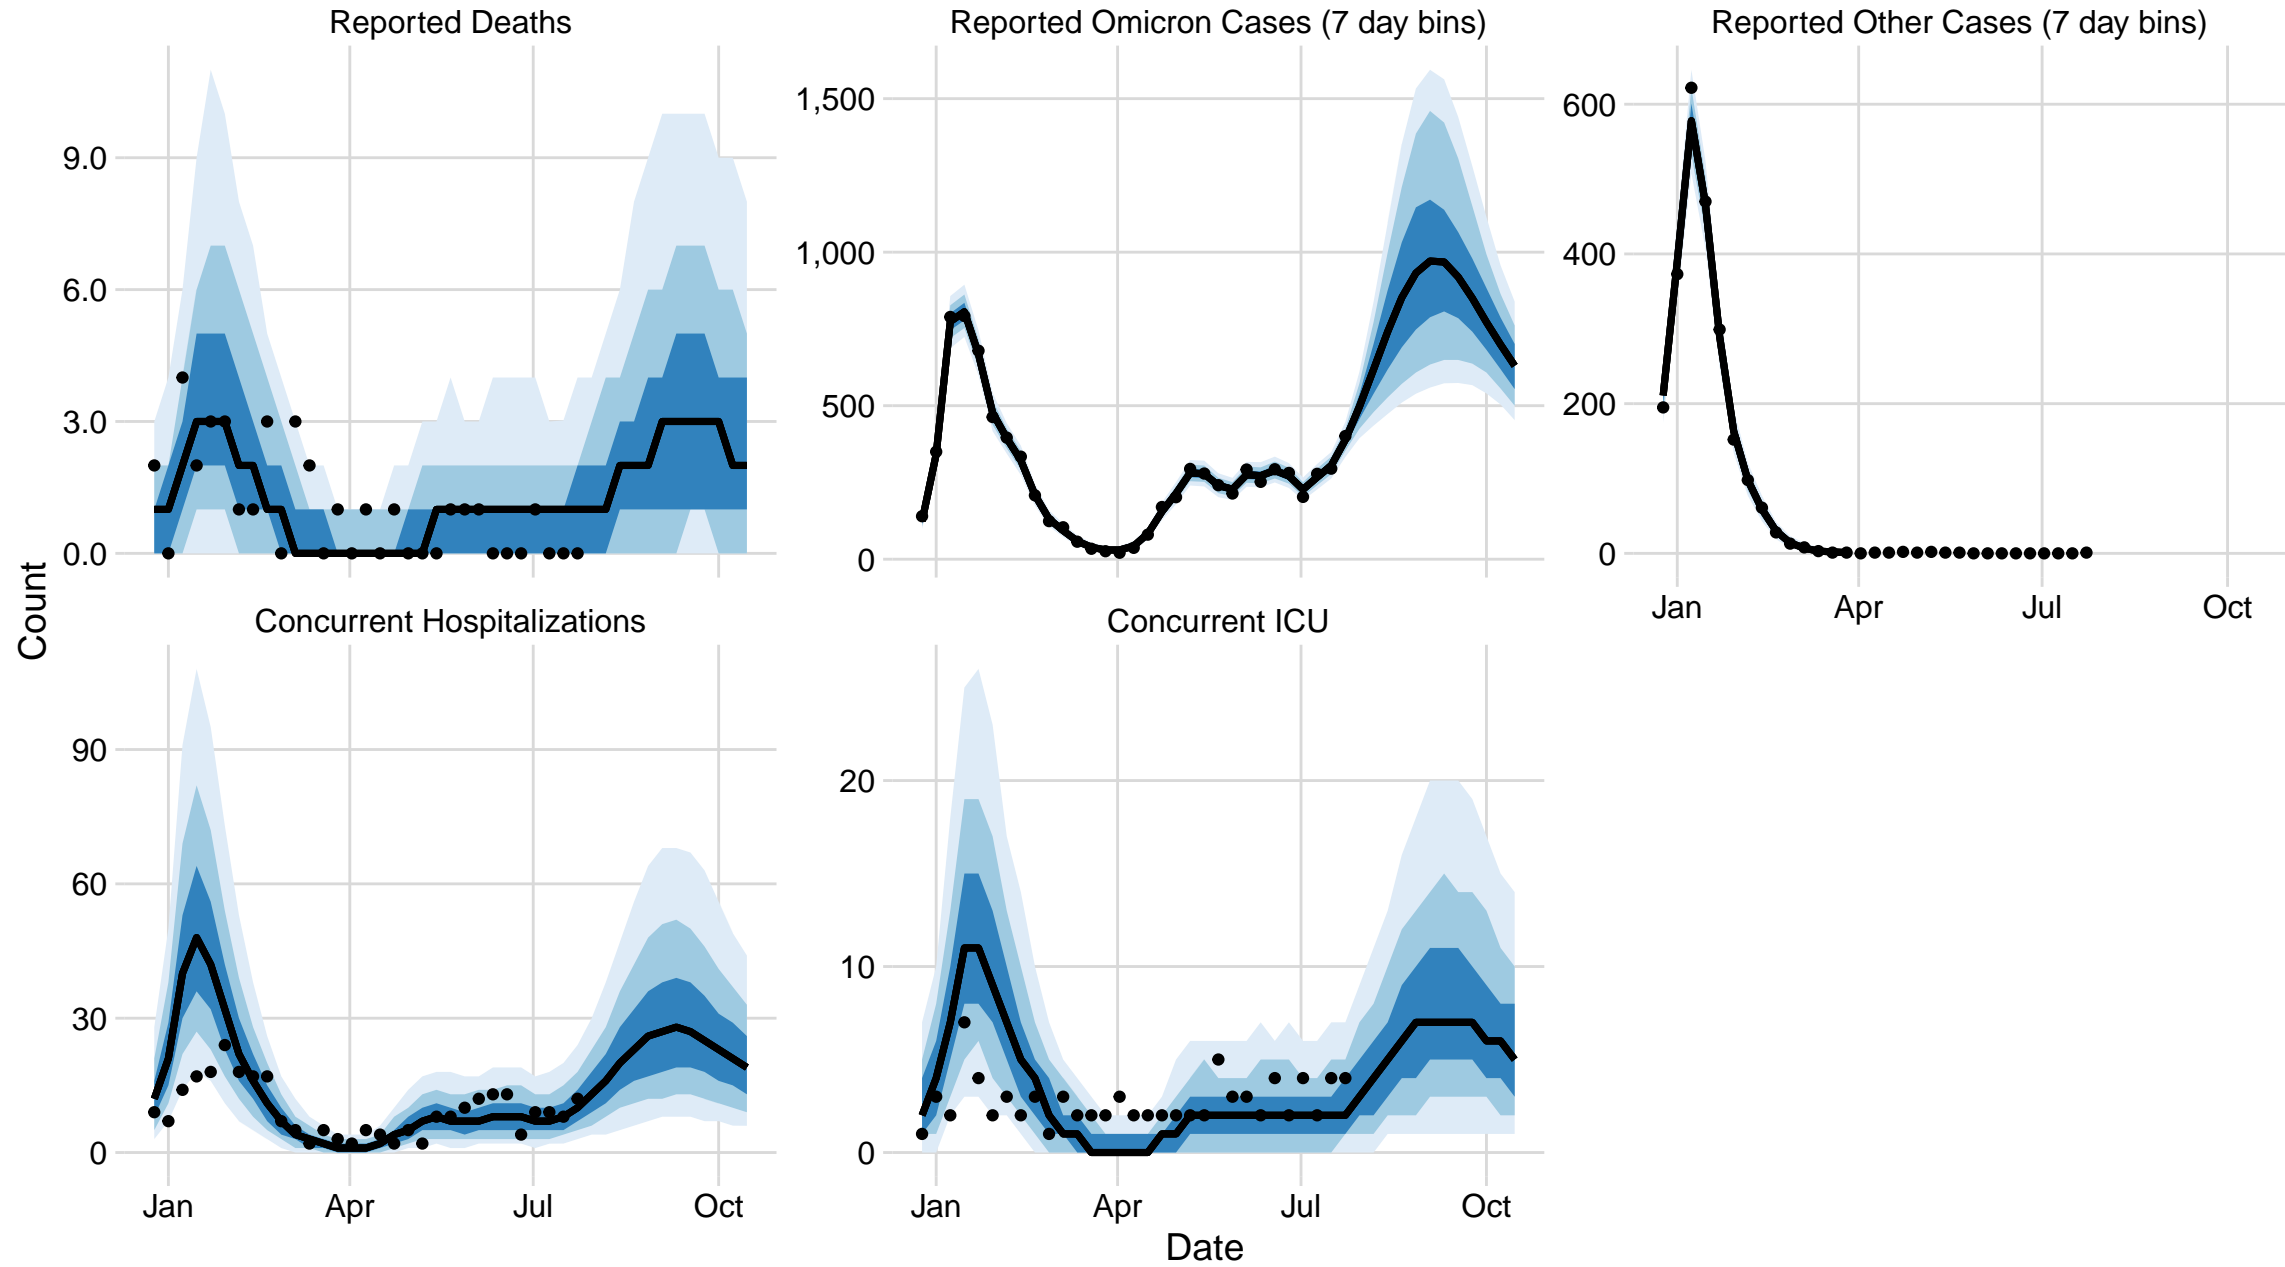 Reported Deaths
Reported Omicron Cases (7 day bins)
Reported Other Cases (7 day bins)
9.0
6.0
3.0
0.0
1,500
1,000
500
0
600
400
200
0
Jan
Apr
Jul
Oct
Count
Concurrent Hospitalizations
Concurrent ICU
90
60
30
0
20
10
0
Jan
Apr
Jul
Oct
Jan
Apr
Jul
Oct
Date